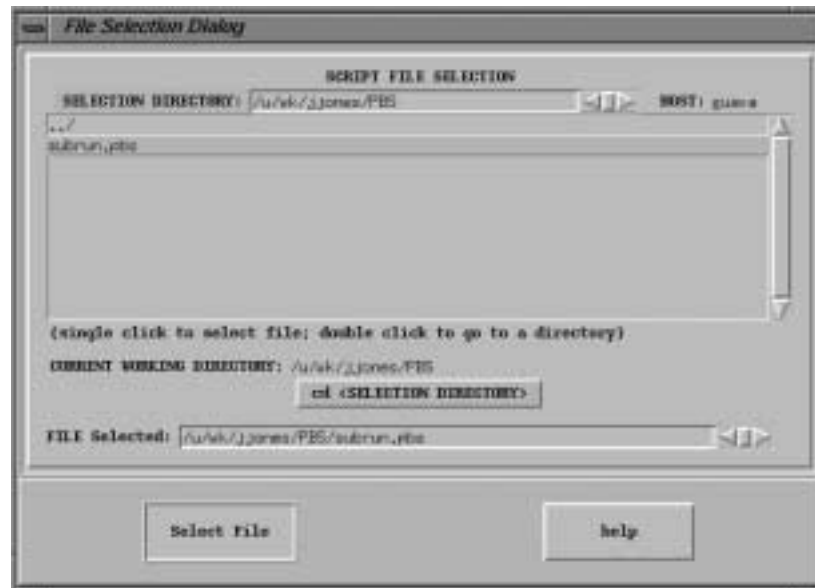 File Selection Dialog
SCRIPT FILE SELECTION
SELECTION DIRECTORY: /u/wk/jjones/PBS HOST: guava
../
subrun.pbs
(single click to select file; double click to go to a directory)
CURRENT WORKING DIRECTORY: /u/wk/jjones/PBS
cd <SELECTION DIRECTORY>
FILE Selected: /u/wk/jjones/PBS/subrun.pbs
Select File help